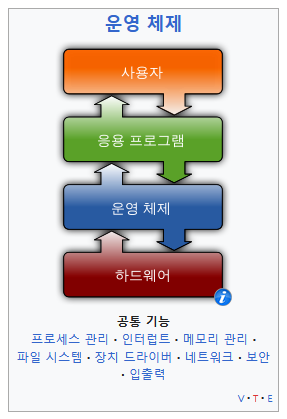 운영 체제
사용자
응용 프로그램
운영 체제
하드웨어
공통 기능
프로세스 관리 · 인터럽트 · 메모리 관리 ·
파일 시스템 · 장치 드라이버 · 네트워크 · 보안
· 입출력
V · T · E